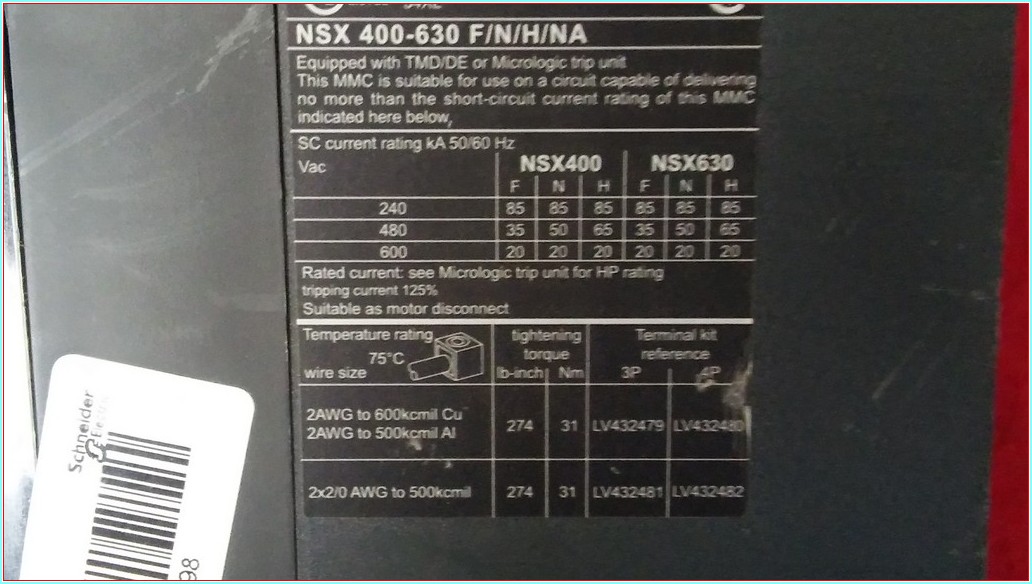 NSX 400-630 F/N/H/NA
Equipped with TMD/DE or Micrologic trip unit
This MMC is suitable for use on a circuit capable of delivering
no more than the short-circuit current rating of this MMC
indicated here below,
SC current rating kA 50/60 Hz
Vac NSX400 NSX630
F N H F N H
240 85 85 85 85 85 85
480 35 50 65 35 50 65
600 20 20 20 20 20 20
Rated current: see Micrologic trip unit for HP rating
tripping current 125%
Suitable as motor disconnect
Temperature rating tightening Terminal kit
75°C torque reference
wire size lb-inch Nm 3P 4P
2AWG to 600kcmil Cu
2AWG to 500kcmil Al 274 31 LV432479 LV432480
2x2/0 AWG to 500kcmil 274 31 LV432481 LV432482
Schneider
Electric
98